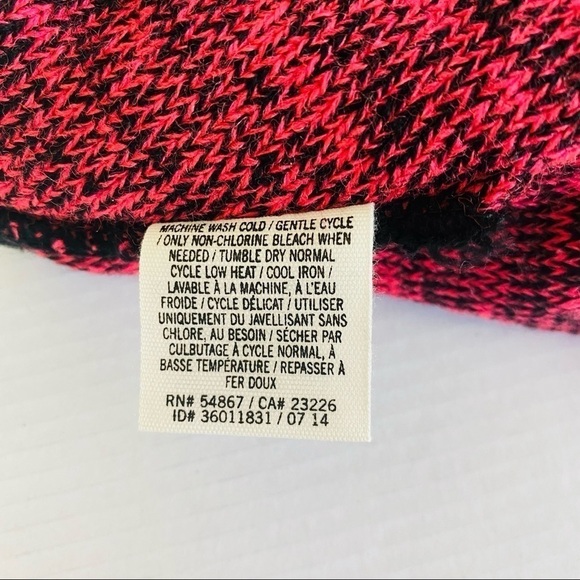 MACHINE WASH COLD / GENTLE CYCLE
/ ONLY NON-CHLORINE BLEACH WHEN
NEEDED / TUMBLE DRY NORMAL
CYCLE LOW HEAT / COOL IRON /
LAVABLE À LA MACHINE, À L'EAU
FROIDE / CYCLE DÉLICAT / UTILISER
UNIQUEMENT DU JAVELLISANT SANS
CHLORE, AU BESOIN / SÉCHER PAR
CULBUTAGE À CYCLE NORMAL, À
BASSE TEMPÉRATURE / REPASSER À
FER DOUX
RN# 54867 / CA# 23226
ID# 36011831 / 07 14